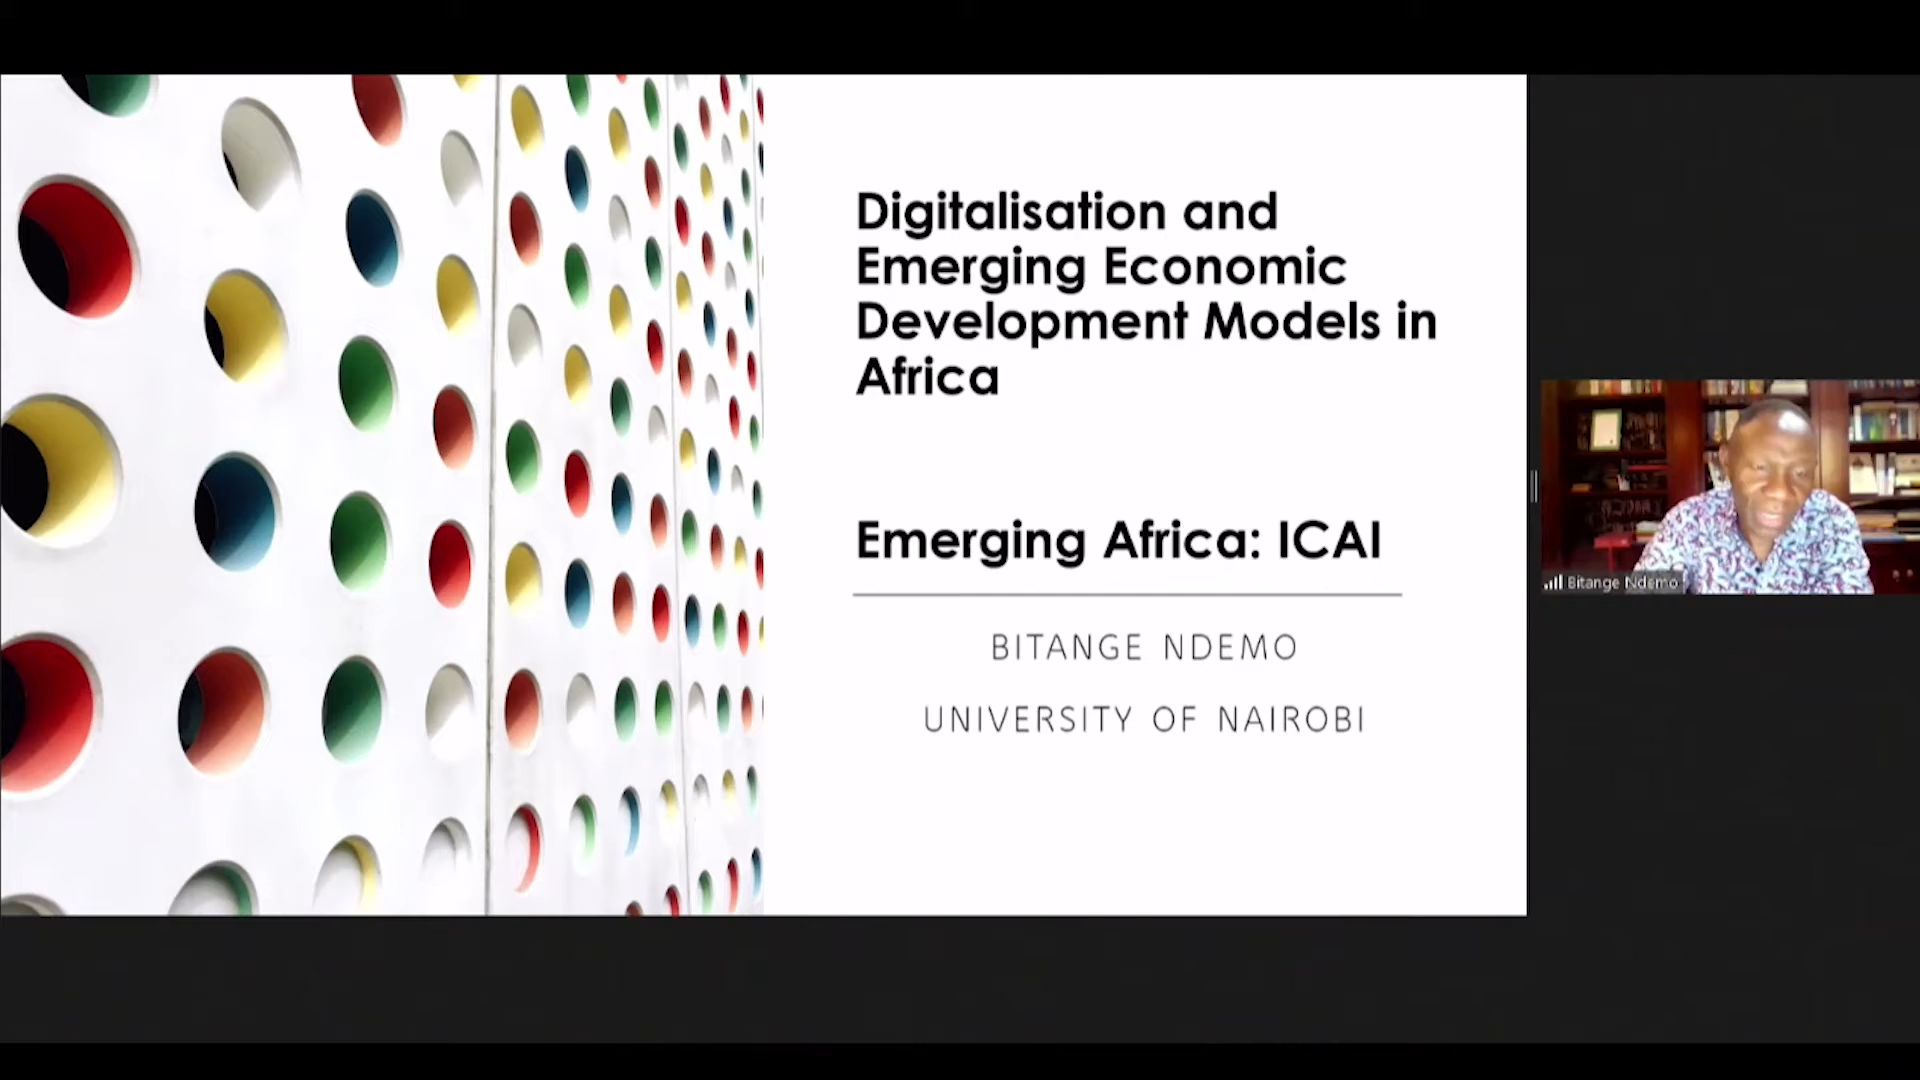 Digitalisation and
Emerging Economic
Development Models in
Africa
Emerging Africa: ICAI
BITANGE NDEMO
UNIVERSITY OF NAIROBI
Bitange Ndemo